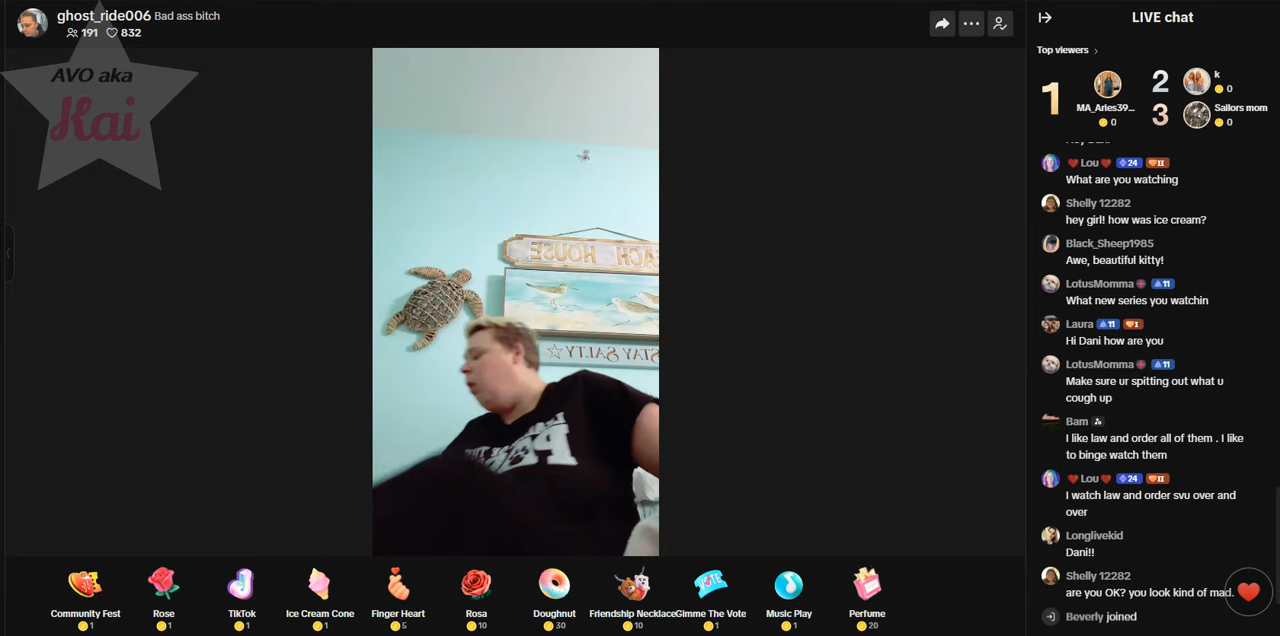 ghost_ride006 Bad ass bitch
191 832
AVO aka
Kai
LIVE chat
Top viewers
1
MA_Aries39...
0
2
k
0
3
Sailors mom
0
Lou 24 II
What are you watching
Shelly 12282
hey girl! how was ice cream?
Black_Sheep1985
Awe, beautiful kitty!
LotusMomma 11
What new series you watchin
Laura 11 I
Hi Dani how are you
LotusMomma 11
Make sure ur spitting out what u
cough up
Bam
I like law and order all of them . I like
to binge watch them
Lou 24 II
I watch law and order svu over and
over
Longlivekid
Dani!!
Shelly 12282
are you OK? you look kind of mad.
Beverly joined
EACH HOUSE
STAY SALTY
Community Fest
1
Rose
1
TikTok
1
Ice Cream Cone
1
Finger Heart
5
Rosa
10
Doughnut
30
Friendship Necklace
10
VOTE
GImme The Vote
1
Music Play
1
Perfume
20